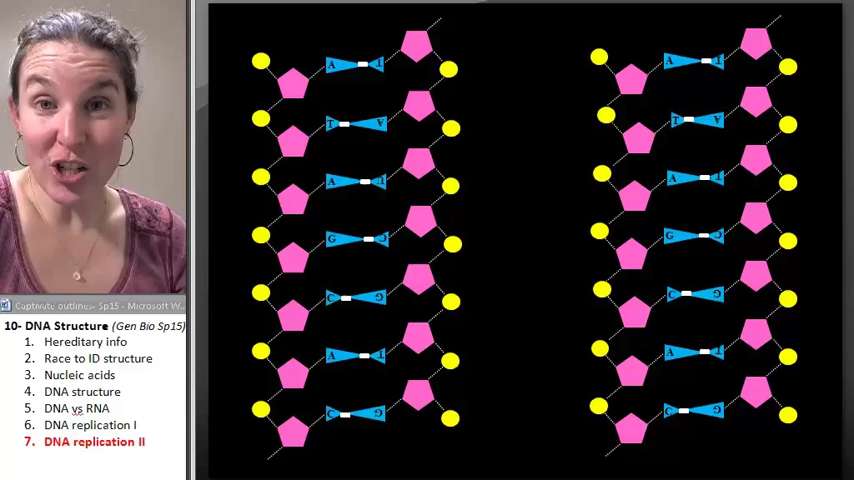 Captivate outlines- Sp15 - Microsoft W...
10- DNA Structure (Gen Bio Sp15)
1. Hereditary info
2. Race to ID structure
3. Nucleic acids
4. DNA structure
5. DNA vs RNA
6. DNA replication I
7. DNA replication II
A T A T
T A T A
A T A T
G C G C
C G C G
A T A T
C G C G